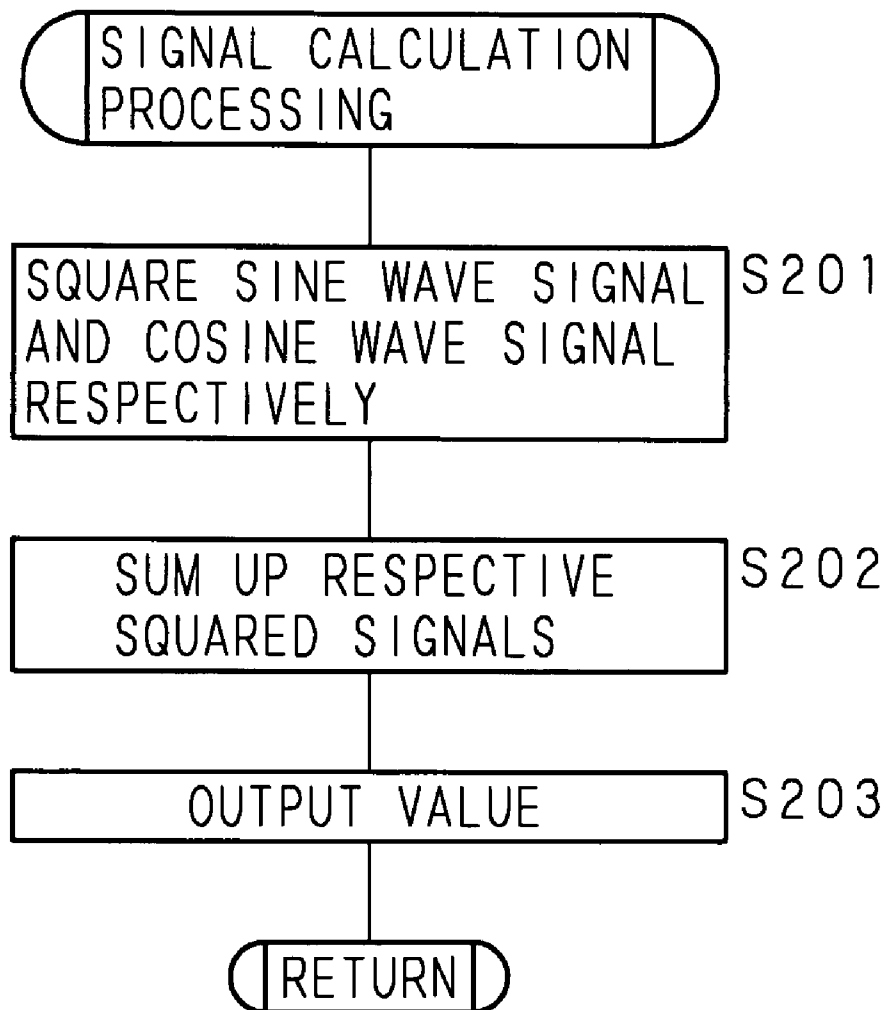 SIGNAL CALCULATION
PROCESSING
SQUARE SINE WAVE SIGNAL
AND COSINE WAVE SIGNAL
RESPECTIVELY
S201
SUM UP RESPECTIVE
SQUARED SIGNALS
S202
OUTPUT VALUE
S203
RETURN